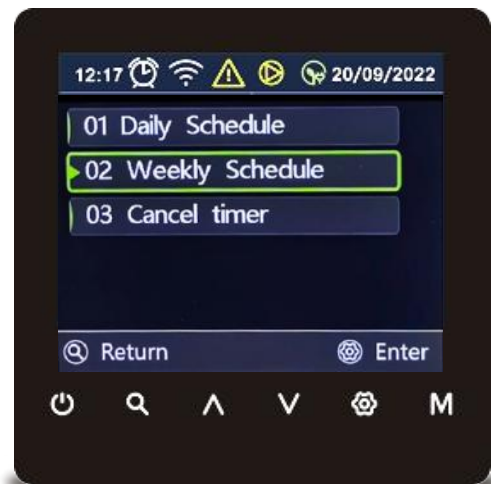 12:17 20/09/2022
01 Daily Schedule
02 Weekly Schedule
03 Cancel timer
Return Enter
M